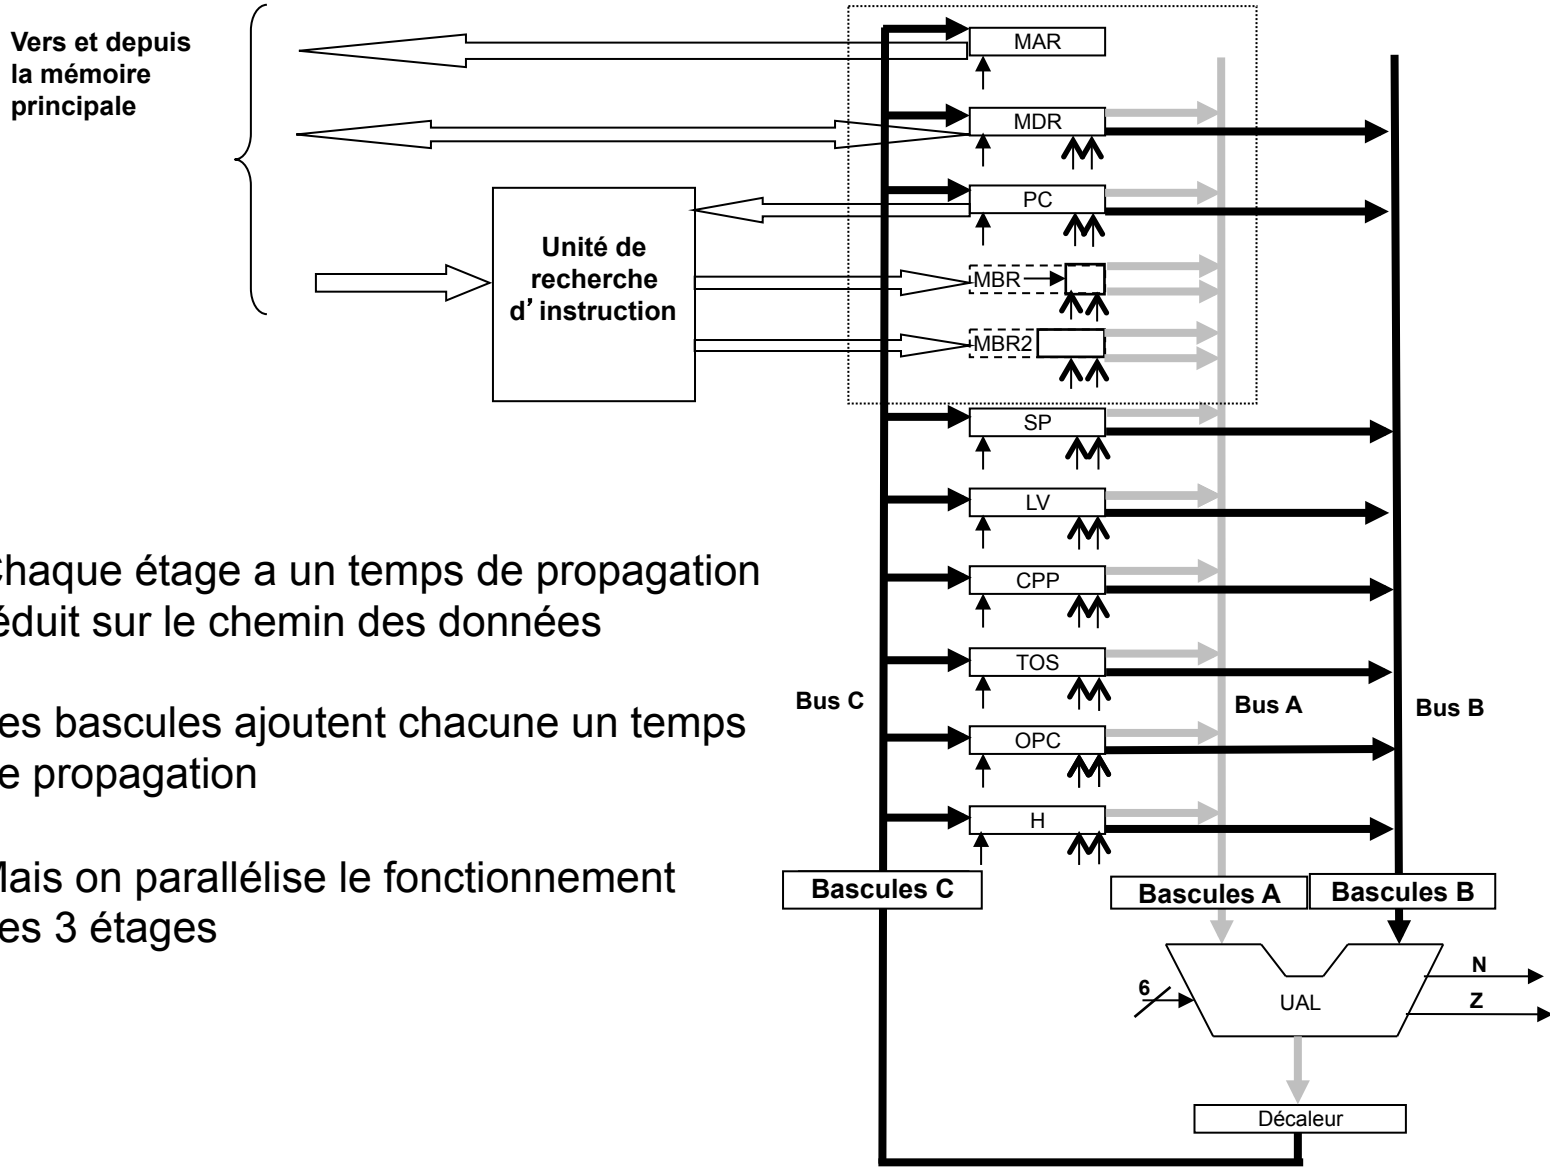 Vers et depuis
la mémoire
principale
MAR
MDR
PC
Unité de
recherche
d'instruction
MBR
MBR2
SP
LV
CPP
TOS
OPC
H
Chaque étage a un temps de propagation
éduit sur le chemin des données
es bascules ajoutent chacune un temps
e propagation
Mais on parallélise le fonctionnement
es 3 étages
Bus C
Bus A
Bus B
Bascules C
Bascules A
Bascules B
6
UAL
N
Z
Décaleur